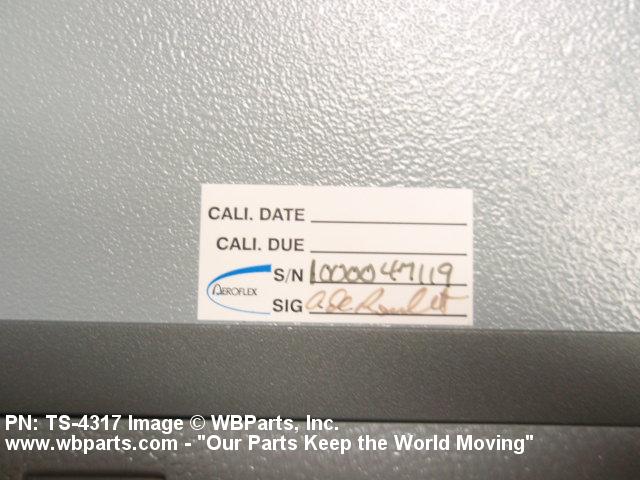 CALI. DATE
CALI. DUE
S/N 1000047119
AEROFLEX
SIG
PN: TS-4317 Image © WBParts, Inc.
www.wbparts.com - "Our Parts Keep the World Moving"